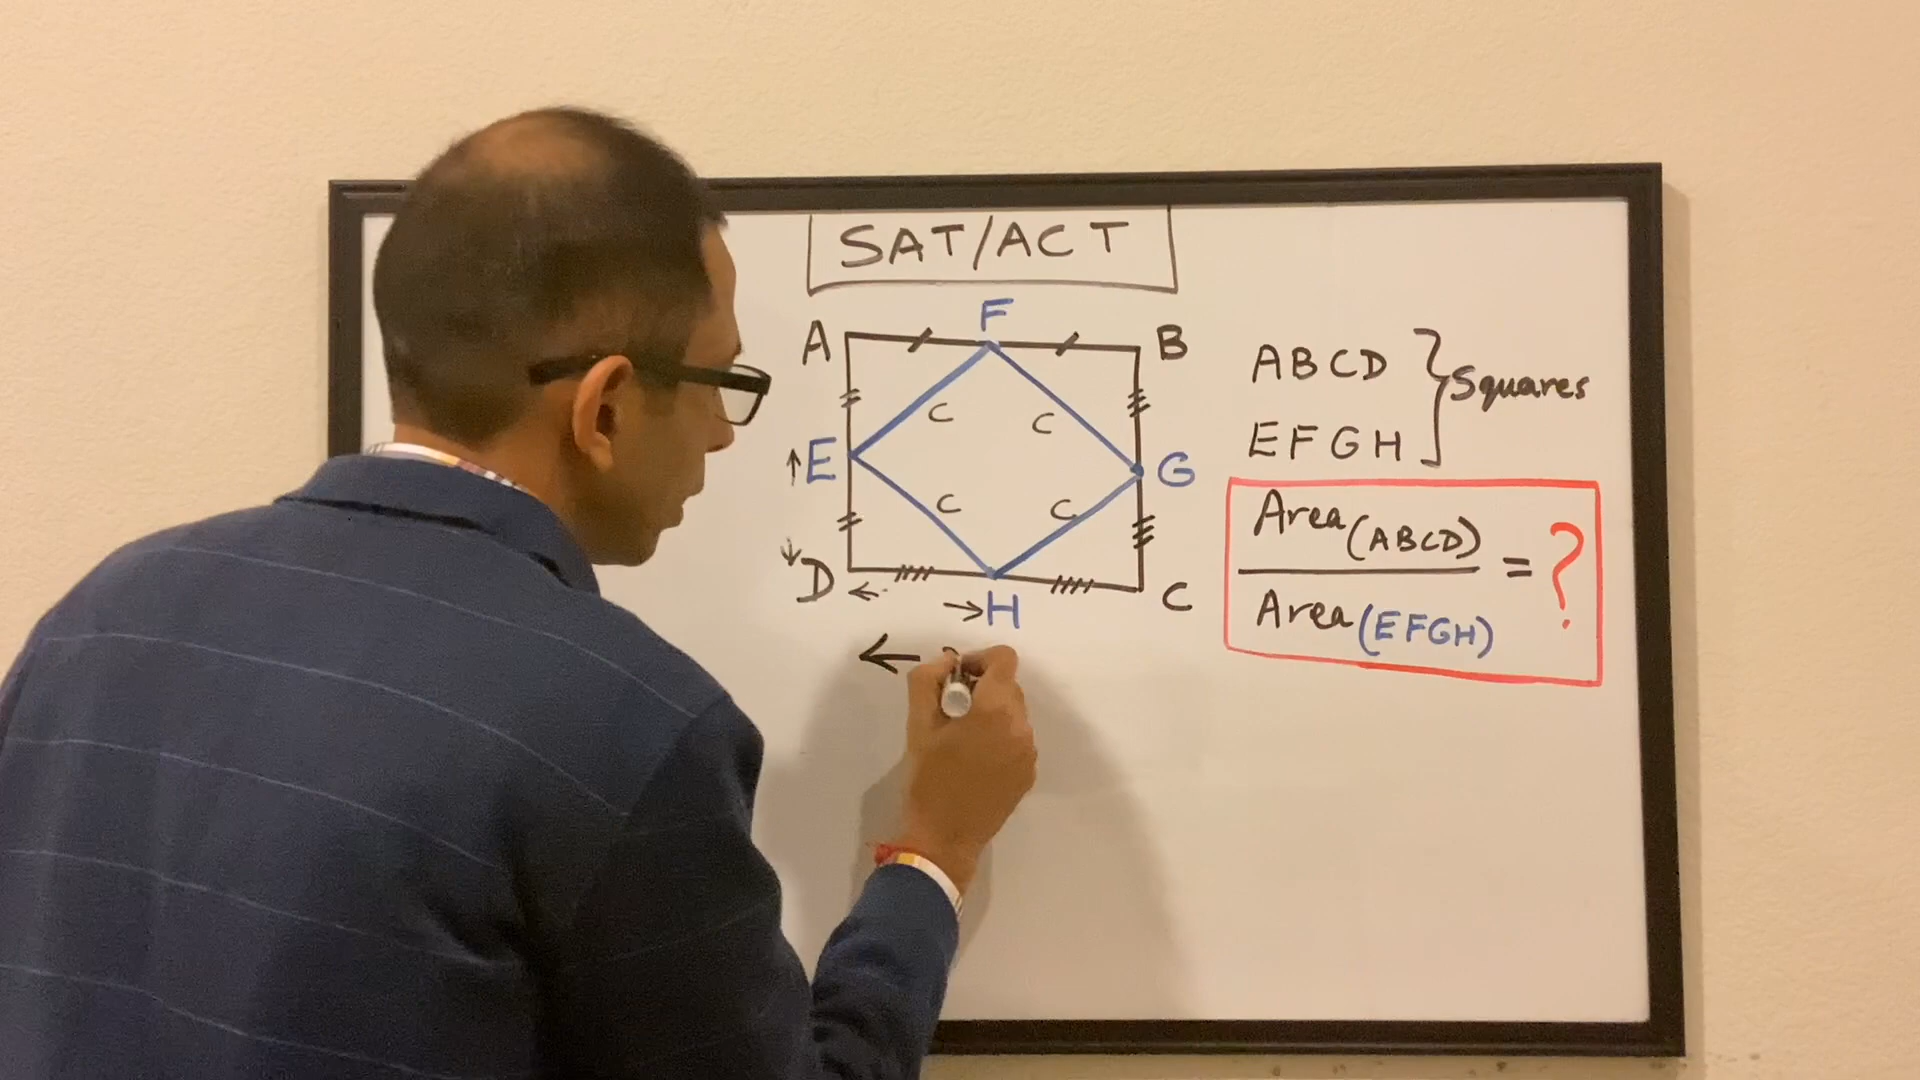 SAT/ACT
F
A
B
C
C
E
G
C
C
D
H
C
ABCD
EFGH
Squares
Area(ABCD)
= ?
Area(EFGH)